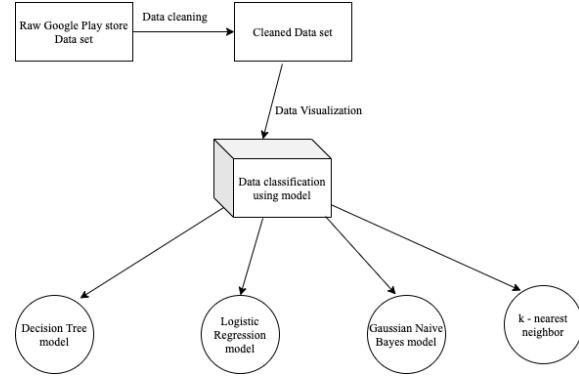 Raw Google Play store
Data set
Data cleaning
Cleaned Data set
Data Visualization
Data classification
using model
Decision Tree
model
Logistic
Regression
model
Gaussian Naive
Bayes model
k - nearest
neighbor